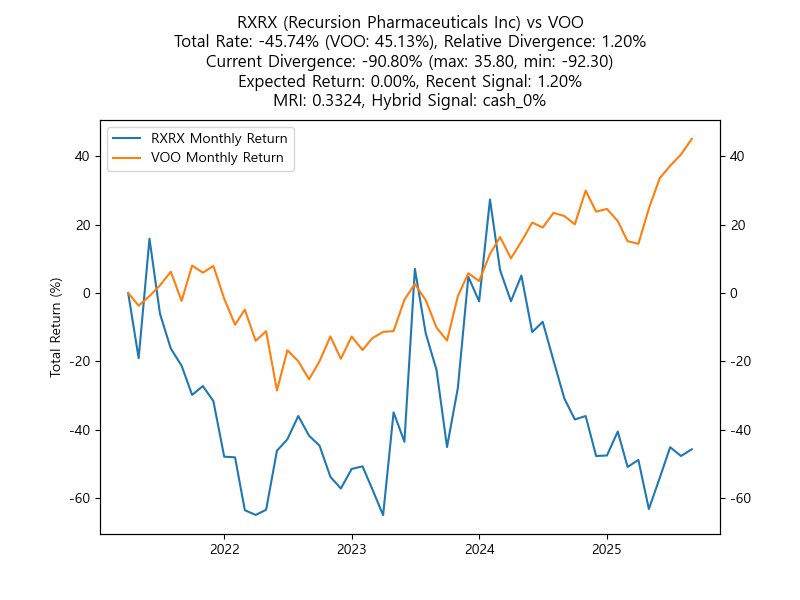 RXRX (Recursion Pharmaceuticals Inc) vs VOO
Total Rate: -45.74% (VOO: 45.13%), Relative Divergence: 1.20%
Current Divergence: -90.80% (max: 35.80, min: -92.30)
Expected Return: 0.00%, Recent Signal: 1.20%
MRI: 0.3324, Hybrid Signal: cash_0%
RXRX Monthly Return
VOO Monthly Return
Total Return (%)
40
20
0
-20
-40
-60
40
20
0
-20
-40
-60
2022
2023
2024
2025